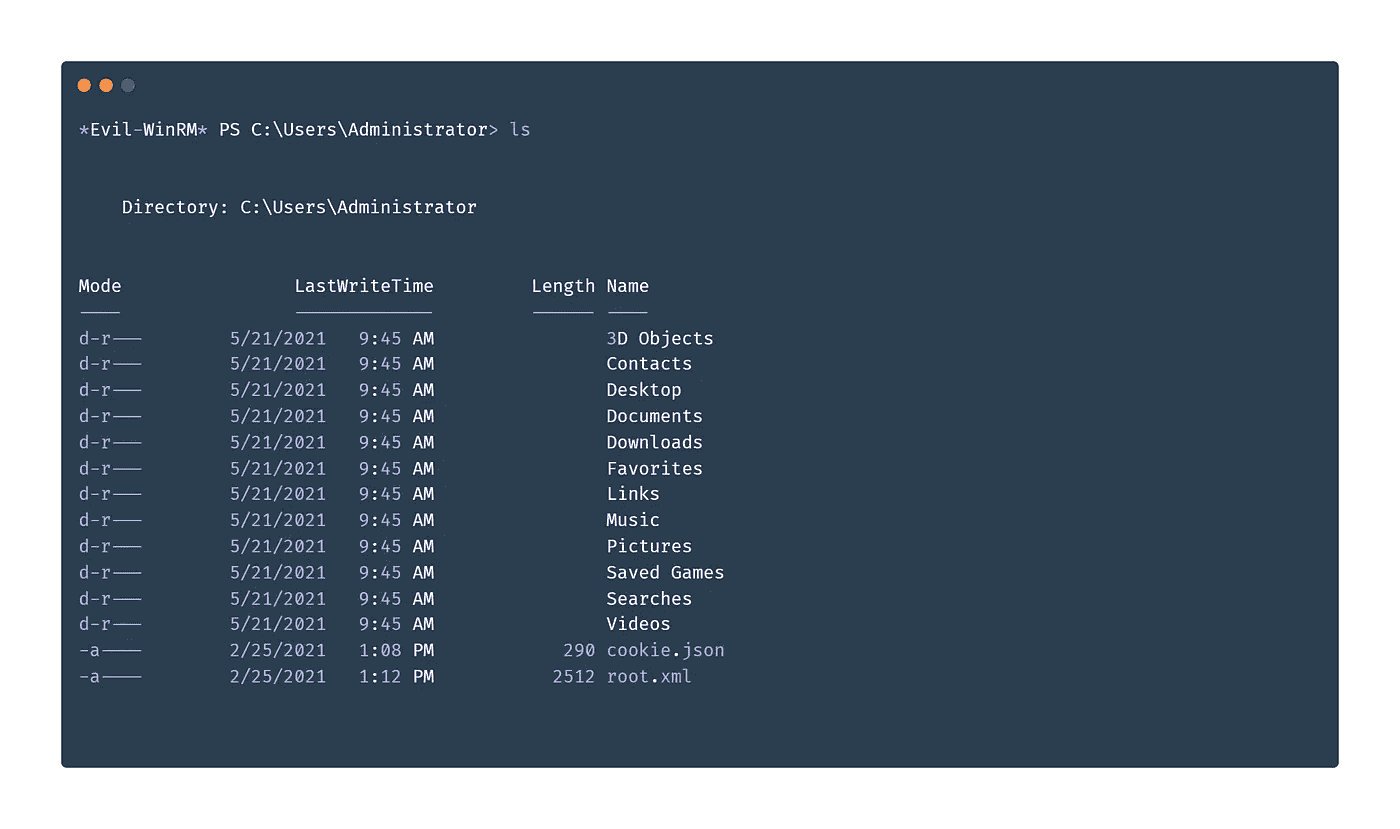 *Evil-WinRM* PS C:\Users\Administrator> ls
Directory: C:\Users\Administrator
Mode LastWriteTime Length Name
---- ------------- ------ ----
d-r--- 5/21/2021 9:45 AM 3D Objects
d-r--- 5/21/2021 9:45 AM Contacts
d-r--- 5/21/2021 9:45 AM Desktop
d-r--- 5/21/2021 9:45 AM Documents
d-r--- 5/21/2021 9:45 AM Downloads
d-r--- 5/21/2021 9:45 AM Favorites
d-r--- 5/21/2021 9:45 AM Links
d-r--- 5/21/2021 9:45 AM Music
d-r--- 5/21/2021 9:45 AM Pictures
d-r--- 5/21/2021 9:45 AM Saved Games
d-r--- 5/21/2021 9:45 AM Searches
d-r--- 5/21/2021 9:45 AM Videos
-a---- 2/25/2021 1:08 PM 290 cookie.json
-a---- 2/25/2021 1:12 PM 2512 root.xml